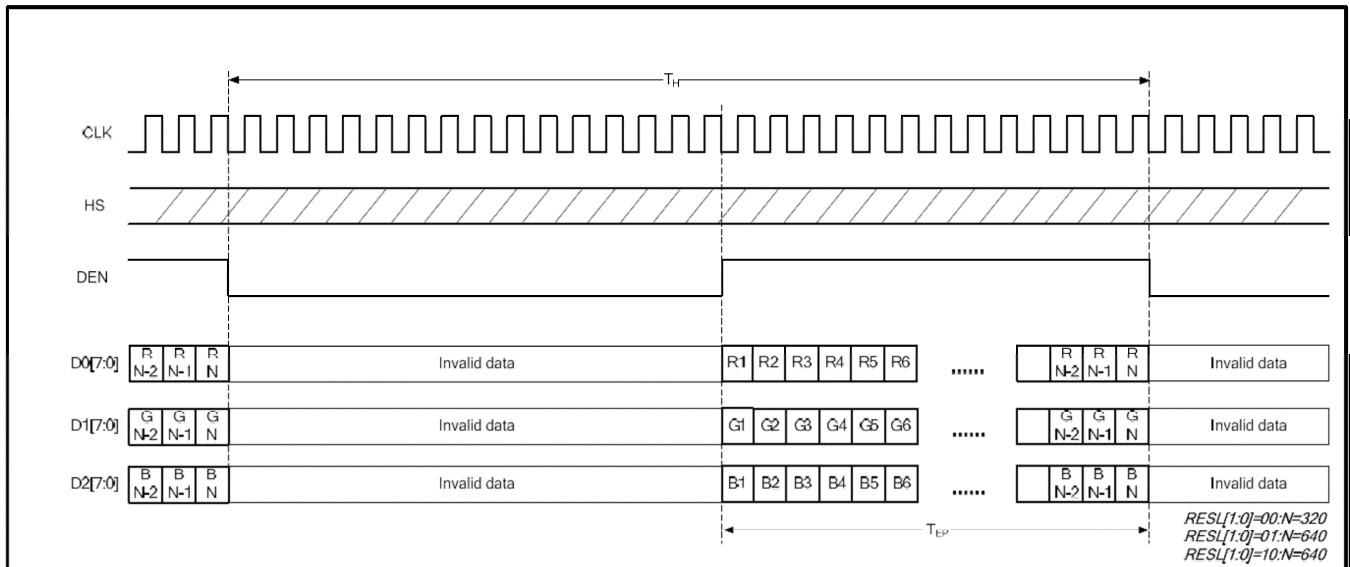 TH
CLK
HS
DEN
D0[7:0] R N-2 R N-1 R N Invalid data R1 R2 R3 R4 R5 R6 ...... R N-2 R N-1 R N Invalid data
D1[7:0] G N-2 G N-1 G N Invalid data G1 G2 G3 G4 G5 G6 ...... G N-2 G N-1 G N Invalid data
D2[7:0] B N-2 B N-1 B N Invalid data B1 B2 B3 B4 B5 B6 ...... B N-2 B N-1 B N Invalid data
TEP
RESL[1:0]=00:N=320
RESL[1:0]=01:N=640
RESL[1:0]=10:N=640